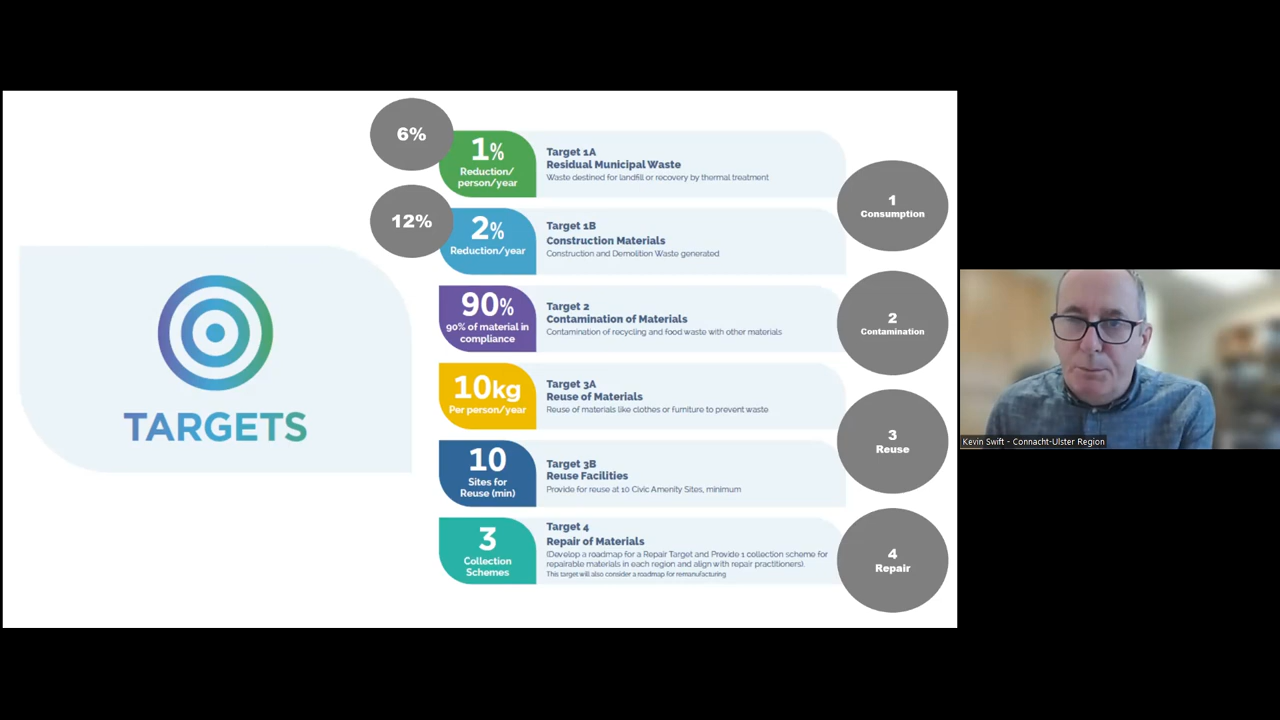 TARGETS
6%
1%
Reduction/
person/year
Target 1A
Residual Municipal Waste
Waste destined for landfill or recovery by thermal treatment
12%
2%
Reduction/year
Target 1B
Construction Materials
Construction and Demolition Waste generated
1
Consumption
90%
90% of material in
compliance
Target 2
Contamination of Materials
Contamination of recycling and food waste with other materials
2
Contamination
10kg
Per person/year
Target 3A
Reuse of Materials
Reuse of materials like clothes or furniture to prevent waste
10
Sites for
Reuse (min)
Target 3B
Reuse Facilities
Provide for reuse at 10 Civic Amenity Sites, minimum
3
Reuse
3
Collection
Schemes
Target 4
Repair of Materials
(Develop a roadmap for a Repair Target and Provide 1 collection scheme for
repairable materials in each region and align with repair practitioners).
This target will also consider a roadmap for remanufacturing
4
Repair
Kevin Swift - Connacht-Ulster Region